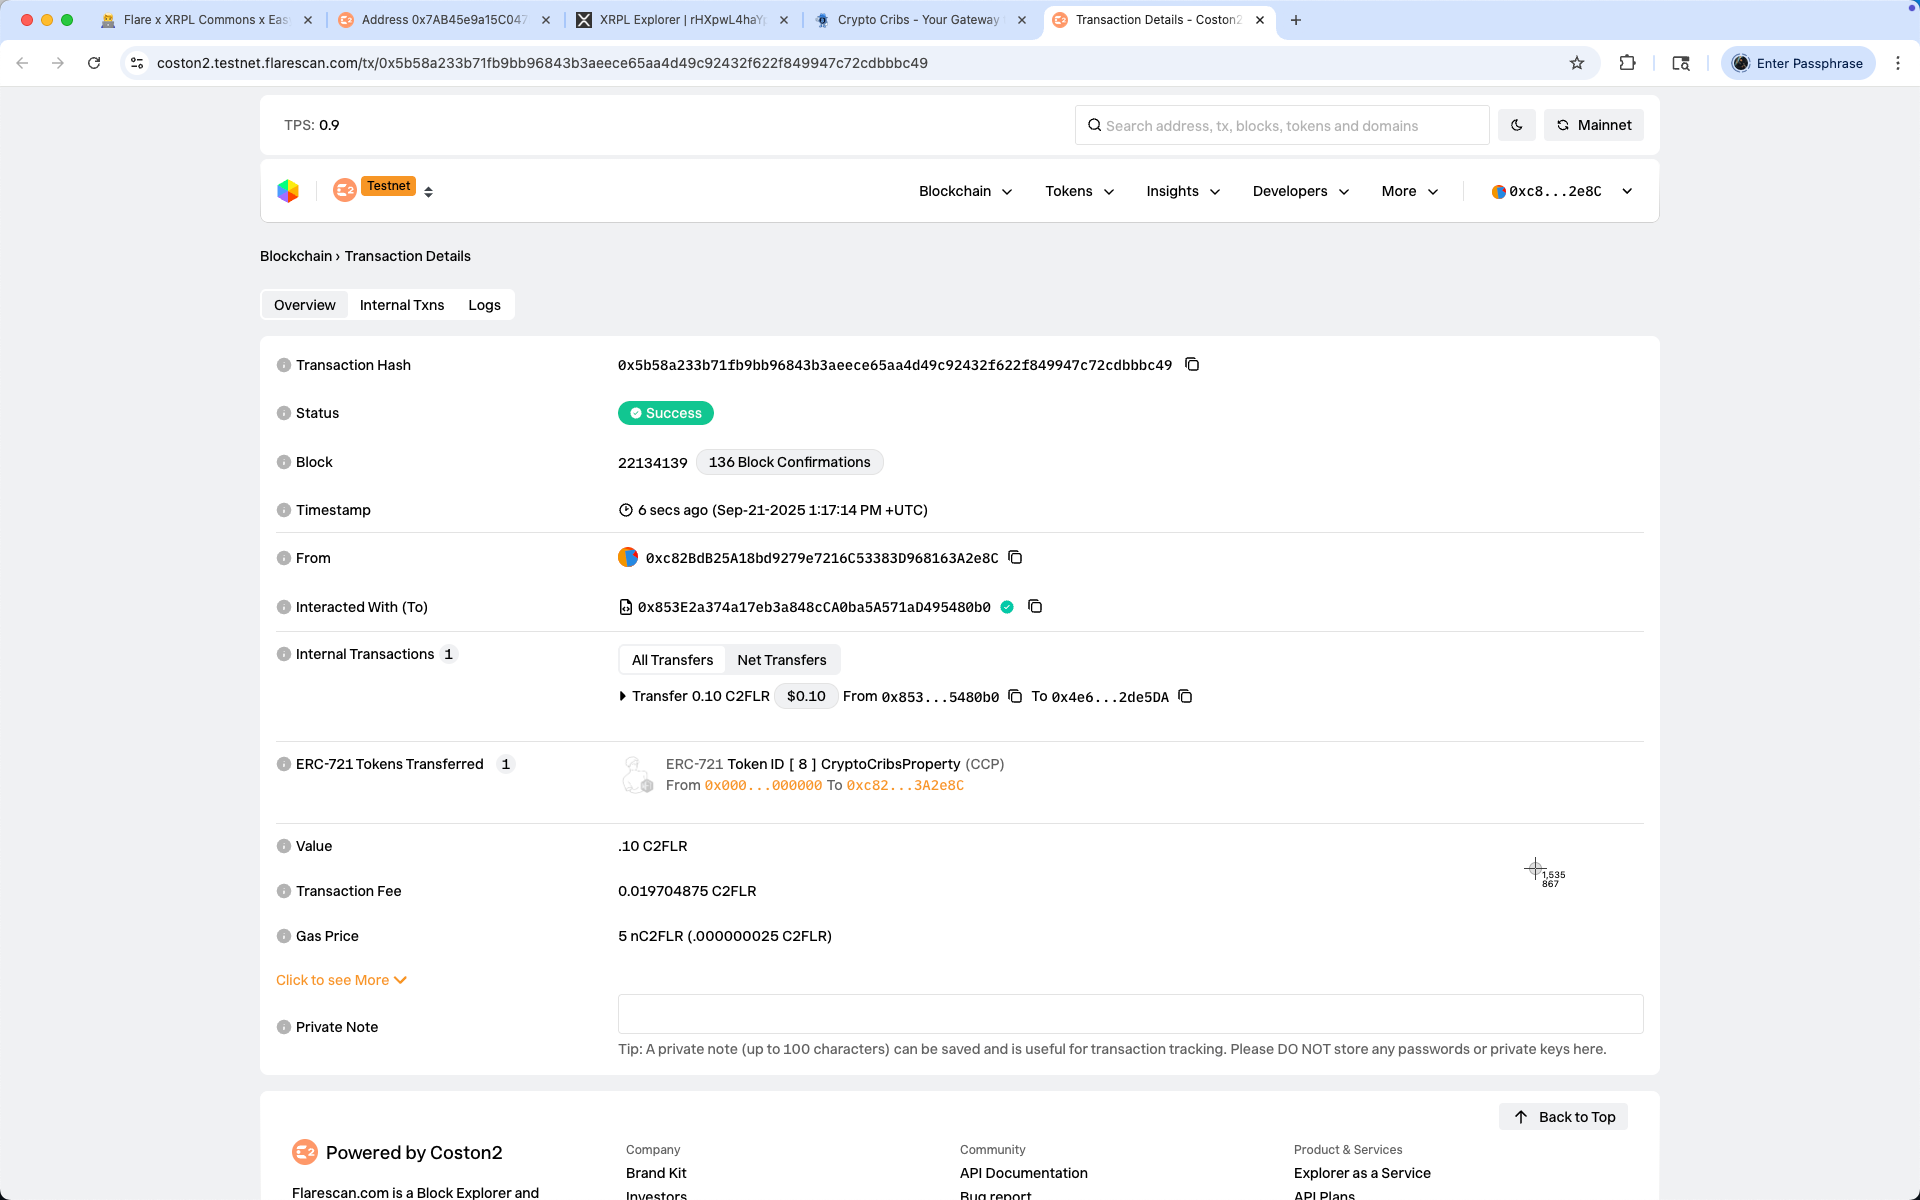 Flare x XRPL Commons x Eas
Address 0x7AB45e9a15C047
XRPL Explorer | rHXpwL4haY
Crypto Cribs - Your Gateway
Transaction Details - Coston2
coston2.testnet.flarescan.com/tx/0x5b58a233b71fb9bb96843b3aeece65aa4d49c92432f622f849947c72cdbbbc49
Enter Passphrase
TPS: 0.9
Search address, tx, blocks, tokens and domains
Mainnet
Testnet
Blockchain
Tokens
Insights
Developers
More
0xc8...2e8C
Blockchain › Transaction Details
Overview
Internal Txns
Logs
Transaction Hash
0x5b58a233b71fb9bb96843b3aeece65aa4d49c92432f622f849947c72cdbbbc49
Status
Success
Block
22134139
136 Block Confirmations
Timestamp
6 secs ago (Sep-21-2025 1:17:14 PM +UTC)
From
0xc82BdB25A18bd9279e7216C53383D968163A2e8C
Interacted With (To)
0x853E2a374a17eb3a848cCA0ba5A571aD495480b0
Internal Transactions 1
All Transfers
Net Transfers
Transfer 0.10 C2FLR $0.10 From 0x853...5480b0 To 0x4e6...2de5DA
ERC-721 Tokens Transferred 1
ERC-721 Token ID [ 8 ] CryptoCribsProperty (CCP)
From 0x000...000000 To 0xc82...3A2e8C
Value
.10 C2FLR
Transaction Fee
0.019704875 C2FLR
Gas Price
5 nC2FLR (.000000025 C2FLR)
1,535
867
Click to see More
Private Note
Tip: A private note (up to 100 characters) can be saved and is useful for transaction tracking. Please DO NOT store any passwords or private keys here.
Back to Top
Powered by Coston2
Flarescan.com is a Block Explorer and
Company
Brand Kit
Investors
Community
API Documentation
Bug report
Product & Services
Explorer as a Service
API Plans